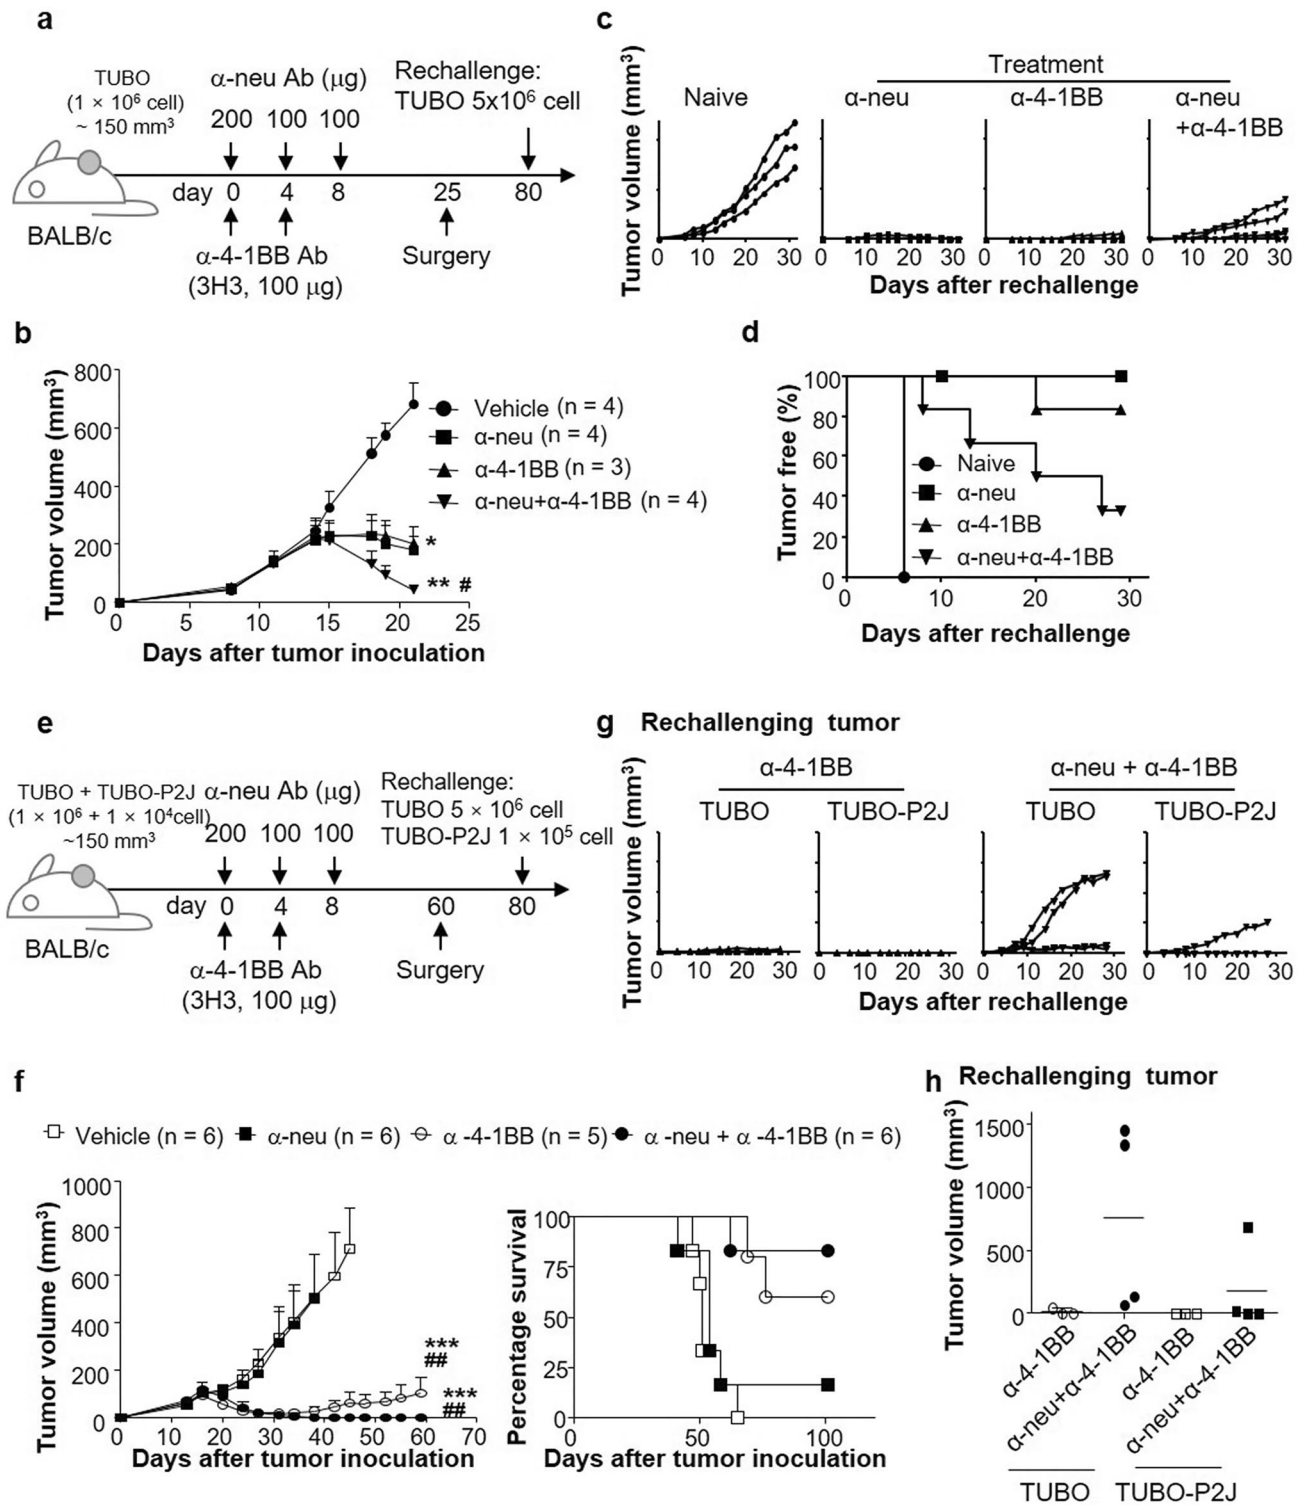 a
TUBO
(1 × 10⁶ cell)
~ 150 mm³
α-neu Ab (μg)
200 100 100
Rechallenge:
TUBO 5x10⁶ cell
day 0 4 8 25 80
BALB/c
α-4-1BB Ab
(3H3, 100 μg)
Surgery
b
Tumor volume (mm³)
800
600
400
200
0
0 5 10 15 20 25
Days after tumor inoculation
Vehicle (n = 4)
α-neu (n = 4)
α-4-1BB (n = 3)
α-neu+α-4-1BB (n = 4)
*
** #
c
Tumor volume (mm³)
Treatment
Naive α-neu α-4-1BB α-neu
+α-4-1BB
0 10 20 30 0 10 20 30 0 10 20 30 0 10 20 30
Days after rechallenge
d
Tumor free (%)
100
80
60
40
20
0
0 10 20 30
Naive
α-neu
α-4-1BB
α-neu+α-4-1BB
Days after rechallenge
e
TUBO + TUBO-P2J
(1 × 10⁶ + 1 × 10⁴cell)
~150 mm³
α-neu Ab (μg)
200 100 100
Rechallenge:
TUBO 5 × 10⁶ cell
TUBO-P2J 1 × 10⁵ cell
day 0 4 8 60 80
BALB/c
α-4-1BB Ab
(3H3, 100 μg)
Surgery
g Rechallenging tumor
Tumor volume (mm³)
α-4-1BB α-neu + α-4-1BB
TUBO TUBO-P2J TUBO TUBO-P2J
0 10 20 30 0 10 20 30 0 10 20 30 0 10 20 30
Days after rechallenge
f
Vehicle (n = 6) α-neu (n = 6) α -4-1BB (n = 5) α -neu + α -4-1BB (n = 6)
Tumor volume (mm³)
1000
800
600
400
200
0
0 10 20 30 40 50 60 70
***
##
***
##
Days after tumor inoculation
Percentage survival
100
75
50
25
0
0 50 100
Days after tumor inoculation
h Rechallenging tumor
Tumor volume (mm³)
1500
1000
500
0
α-4-1BB
α-neu+α-4-1BB
α-4-1BB
α-neu+α-4-1BB
TUBO TUBO-P2J